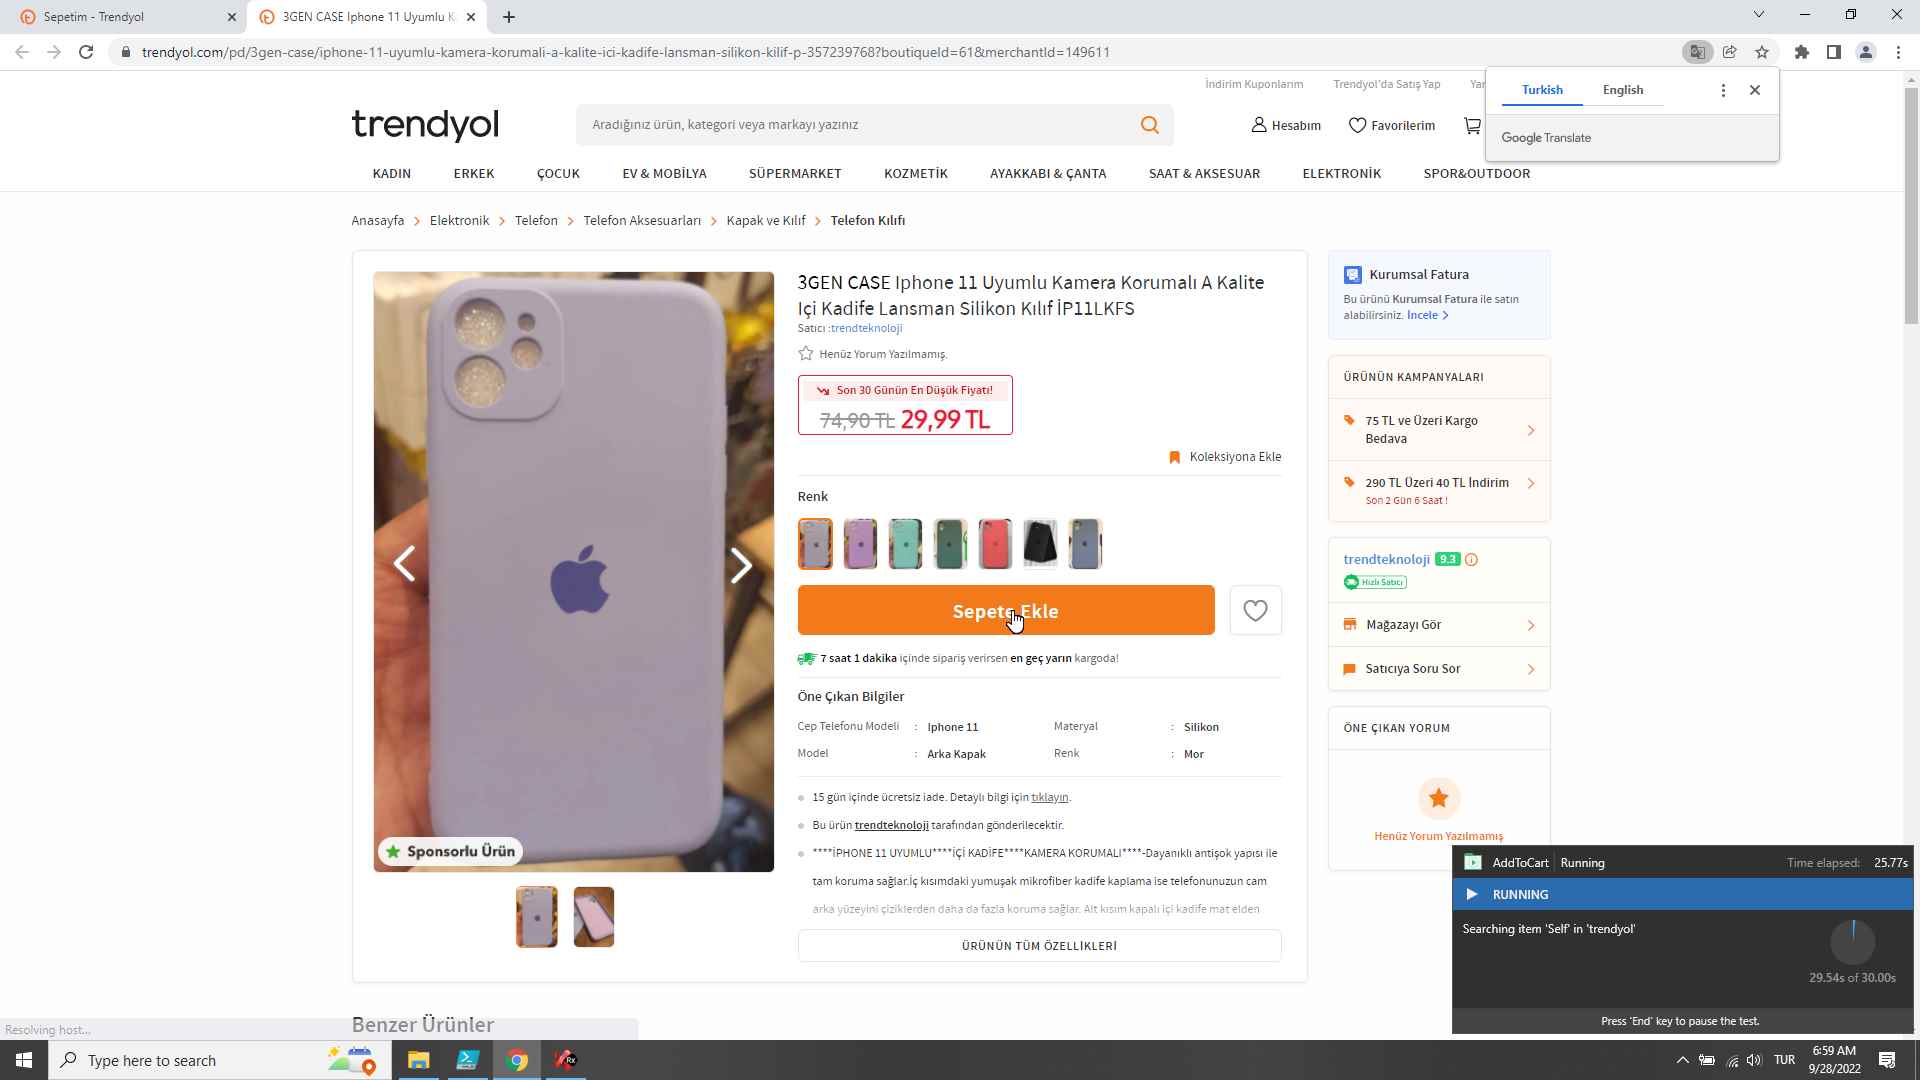 Sepetim - Trendyol
3GEN CASE Iphone 11 Uyumlu K
trendyol.com/pd/3gen-case/iphone-11-uyumlu-kamera-korumali-a-kalite-ici-kadife-lansman-silikon-kilif-p-357239768?boutiqueId=61&merchantId=149611
İndirim Kuponlarım
Trendyol'da Satış Yap
Yar
Turkish
English
Google Translate
trendyol
Aradığınız ürün, kategori veya markayı yazınız
Hesabım
Favorilerim
KADIN
ERKEK
ÇOCUK
EV & MOBİLYA
SÜPERMARKET
KOZMETİK
AYAKKABI & ÇANTA
SAAT & AKSESUAR
ELEKTRONİK
SPOR&OUTDOOR
Anasayfa > Elektronik > Telefon > Telefon Aksesuarları > Kapak ve Kılıf > Telefon Kılıfı
3GEN CASE Iphone 11 Uyumlu Kamera Korumalı A Kalite
Içi Kadife Lansman Silikon Kılıf İP11LKFS
Satıcı :trendteknoloji
Henüz Yorum Yazılmamış.
Son 30 Günün En Düşük Fiyatı!
74,90 TL 29,99 TL
Koleksiyona Ekle
Renk
Sepete Ekle
7 saat 1 dakika içinde sipariş verirsen en geç yarın kargoda!
Öne Çıkan Bilgiler
Cep Telefonu Modeli : Iphone 11
Materyal : Silikon
Model : Arka Kapak
Renk : Mor
15 gün içinde ücretsiz iade. Detaylı bilgi için tıklayın.
Bu ürün trendteknoloji tarafından gönderilecektir.
****İPHONE 11 UYUMLU****İÇİ KADİFE****KAMERA KORUMALI****-Dayanıklı antişok yapısı ile
tam koruma sağlar.İç kısımdaki yumuşak mikrofiber kadife kaplama ise telefonunuzun cam
arka yüzeyini çiziklerden daha da fazla koruma sağlar. Alt kısım kapalı içi kadife mat elden
ÜRÜNÜN TÜM ÖZELLİKLERİ
Sponsorlu Ürün
Benzer Ürünler
Kurumsal Fatura
Bu ürünü Kurumsal Fatura ile satın
alabilirsiniz. İncele >
ÜRÜNÜN KAMPANYALARI
75 TL ve Üzeri Kargo
Bedava
290 TL Üzeri 40 TL İndirim
Son 2 Gün 6 Saat !
trendteknoloji 9.3
Hızlı Satıcı
Mağazayı Gör
Satıcıya Soru Sor
ÖNE ÇIKAN YORUM
Henüz Yorum Yazılmamış
AddToCart Running
Time elapsed: 25.77s
RUNNING
Searching item 'Self' in 'trendyol'
29.54s of 30.00s
Press 'End' key to pause the test.
Resolving host...
Type here to search
Rx
TUR
6:59 AM
9/28/2022